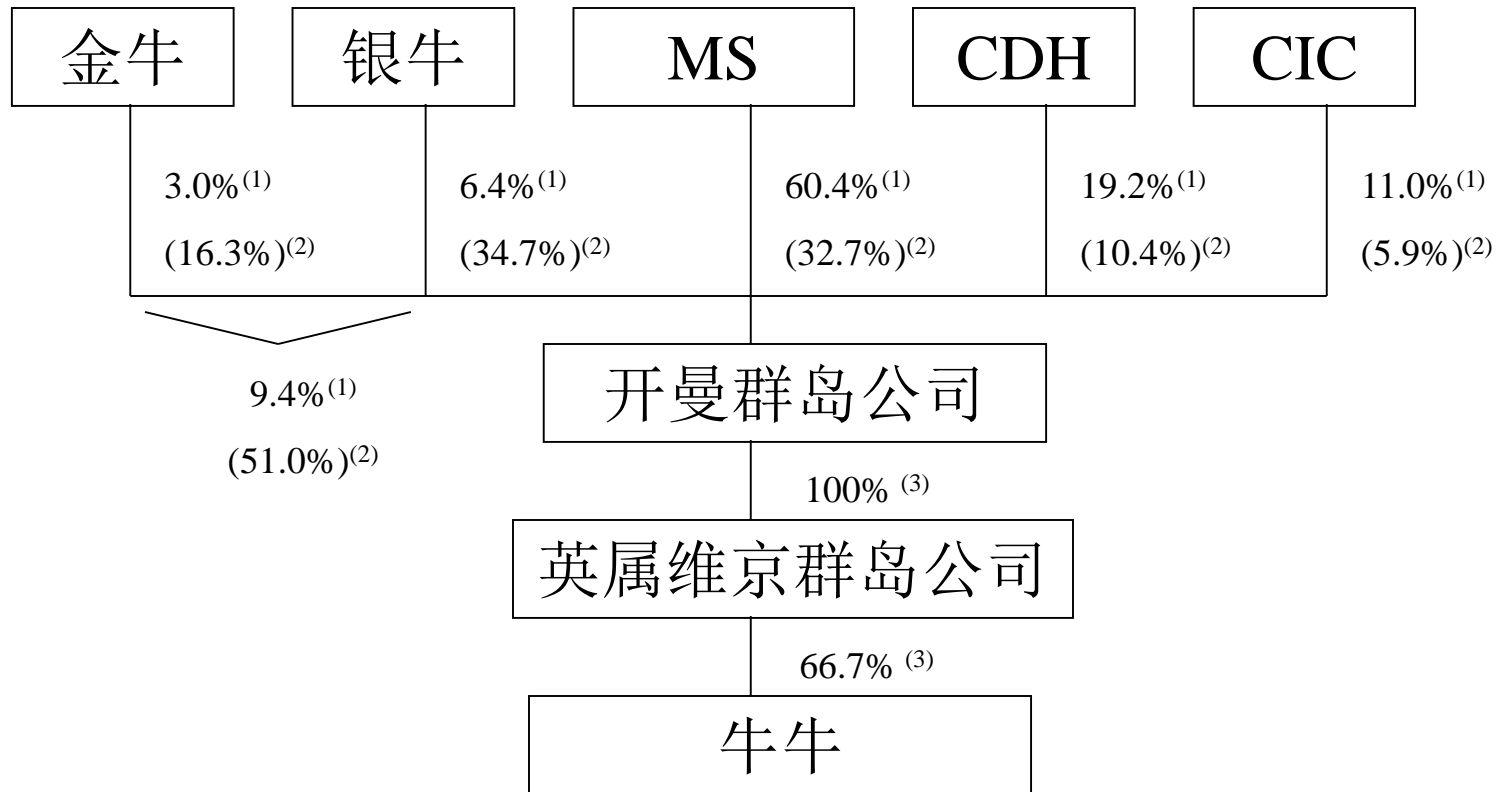 金牛
银牛
MS
CDH
CIC
3.0%(1)
(16.3%)(2)
6.4%(1)
(34.7%)(2)
60.4%(1)
(32.7%)(2)
19.2%(1)
(10.4%)(2)
11.0%(1)
(5.9%)(2)
9.4%(1)
(51.0%)(2)
开曼群岛公司
100% (3)
英属维京群岛公司
66.7% (3)
牛牛